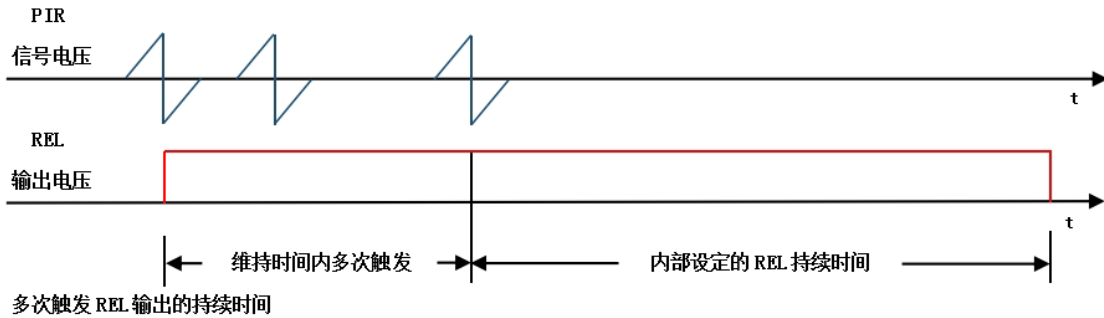 PIR
信号电压
t
REL
输出电压
t
维持时间内多次触发
内部设定的 REL 持续时间
多次触发 REL 输出的持续时间